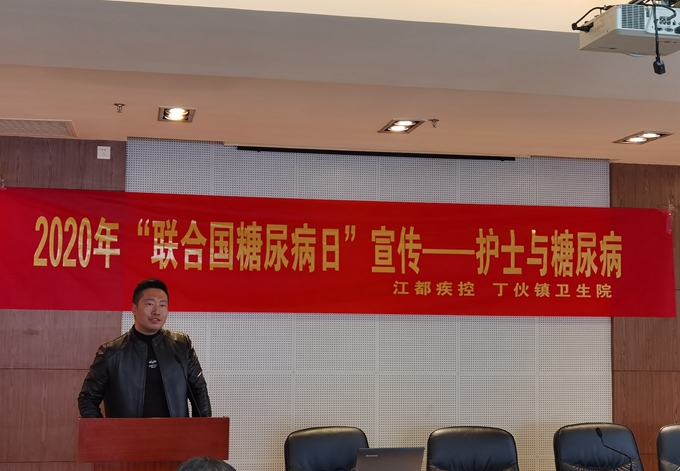 2020年“联合国糖尿病日”宣传——护士与糖尿病
江都疾控 丁伙镇卫生院